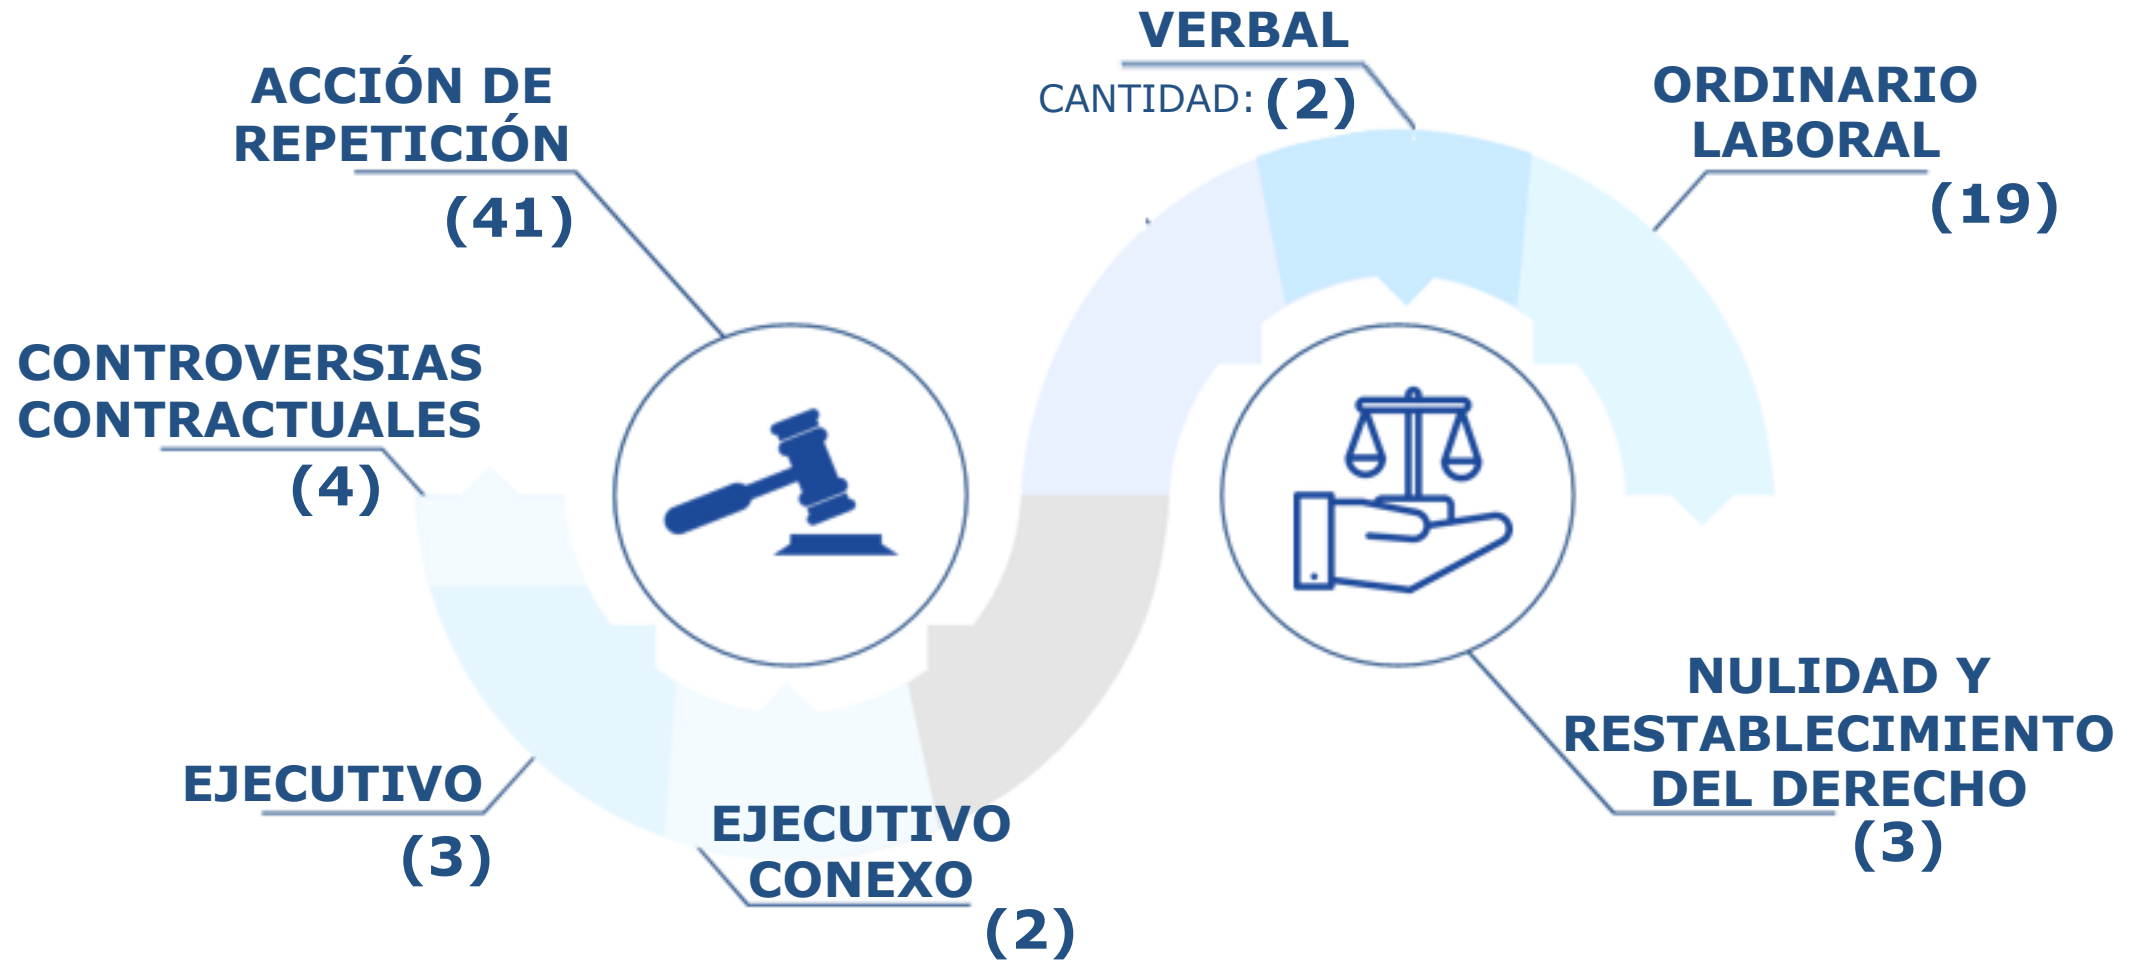 ACCIÓN DE
REPETICIÓN
(41)
CONTROVERSIAS
CONTRACTUALES
(4)
EJECUTIVO
(3)
EJECUTIVO
CONEXO
(2)
VERBAL
CANTIDAD: (2)
ORDINARIO
LABORAL
(19)
NULIDAD Y
RESTABLECIMIENTO
DEL DERECHO
(3)